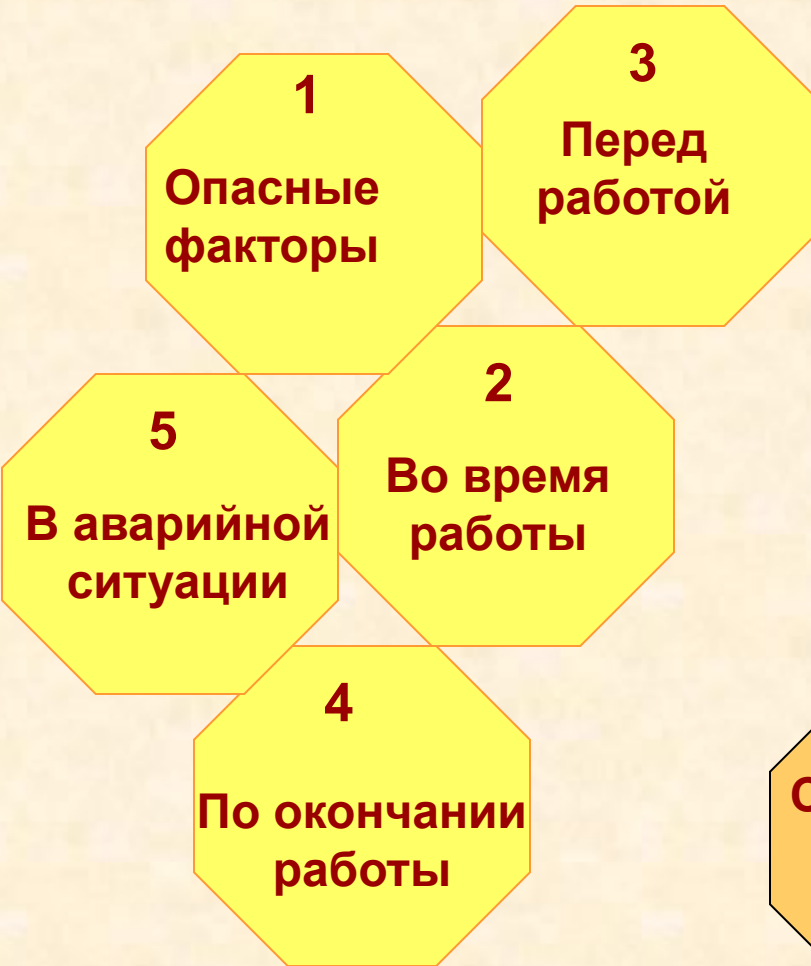 1
Опасные
факторы
3
Перед
работой
2
Во время
работы
5
В аварийной
ситуации
4
По окончании
работы